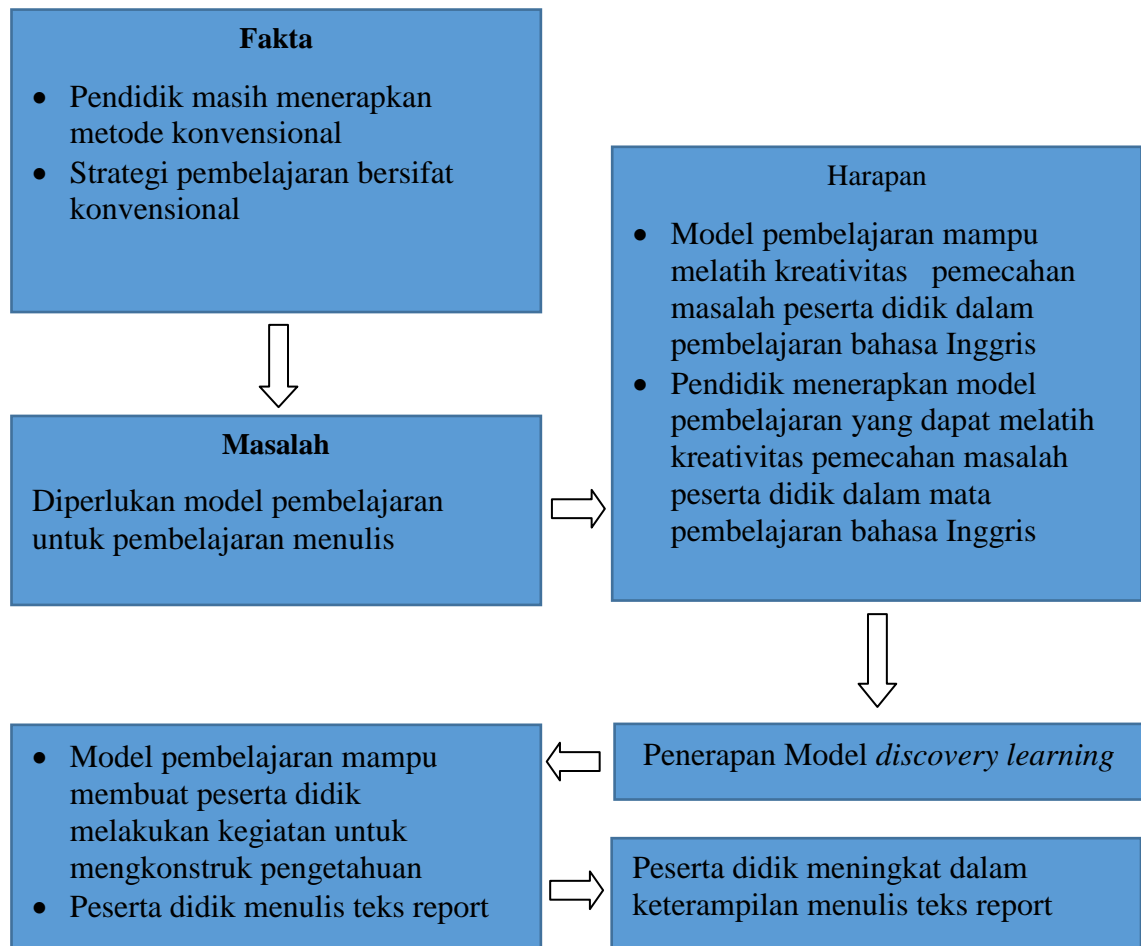 Fakta
• Pendidik masih menerapkan
metode konvensional
• Strategi pembelajaran bersifat
konvensional
Masalah
Diperlukan model pembelajaran
untuk pembelajaran menulis
Harapan
• Model pembelajaran mampu
melatih kreativitas pemecahan
masalah peserta didik dalam
pembelajaran bahasa Inggris
• Pendidik menerapkan model
pembelajaran yang dapat melatih
kreativitas pemecahan masalah
peserta didik dalam mata
pembelajaran bahasa Inggris
Penerapan Model discovery learning
• Model pembelajaran mampu
membuat peserta didik
melakukan kegiatan untuk
mengkonstruk pengetahuan
• Peserta didik menulis teks report
Peserta didik meningkat dalam
keterampilan menulis teks report